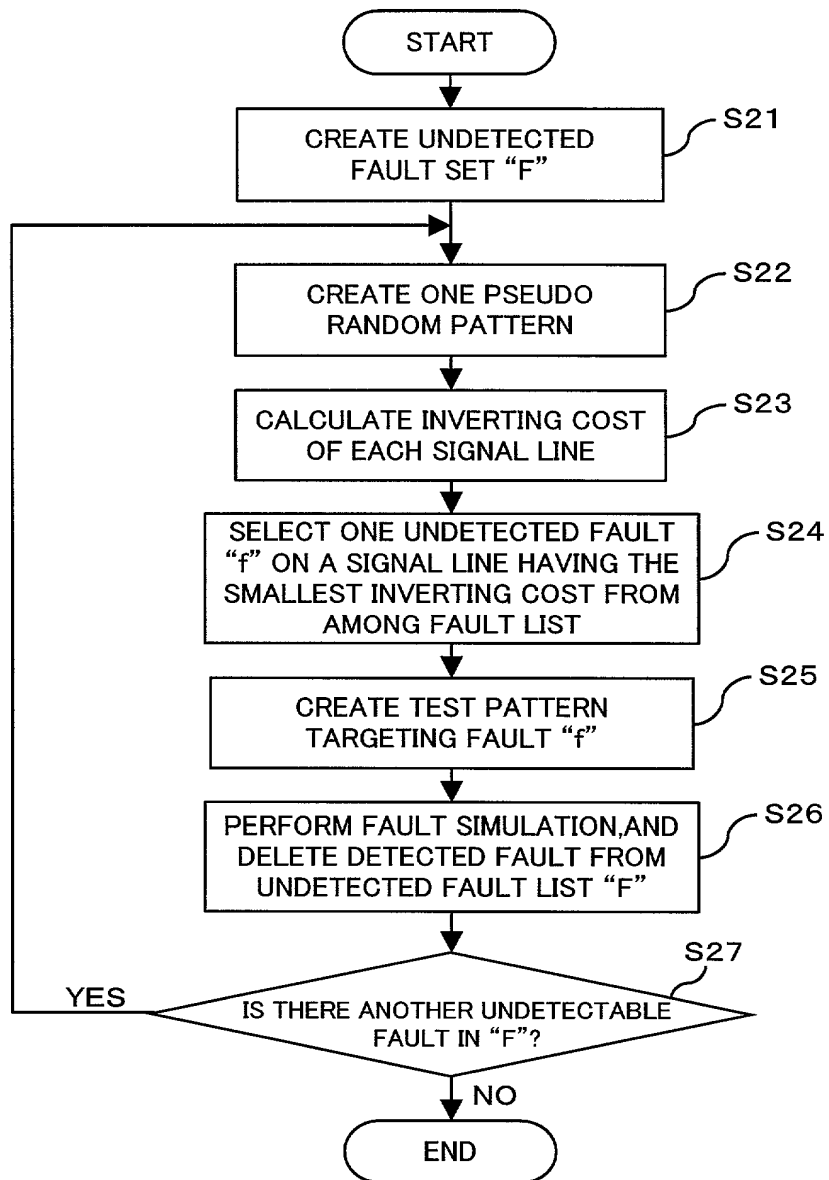 START
S21
CREATE UNDETECTED
FAULT SET “F”
S22
CREATE ONE PSEUDO
RANDOM PATTERN
S23
CALCULATE INVERTING COST
OF EACH SIGNAL LINE
S24
SELECT ONE UNDETECTED FAULT
“f” ON A SIGNAL LINE HAVING THE
SMALLEST INVERTING COST FROM
AMONG FAULT LIST
S25
CREATE TEST PATTERN
TARGETING FAULT “f”
S26
PERFORM FAULT SIMULATION,AND
DELETE DETECTED FAULT FROM
UNDETECTED FAULT LIST “F”
S27
YES
IS THERE ANOTHER UNDETECTABLE
FAULT IN “F”?
NO
END